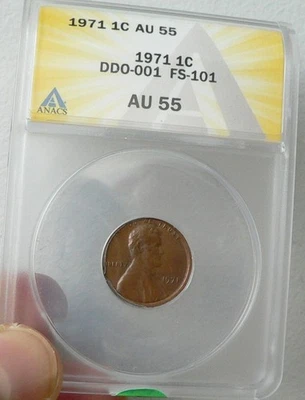 1971 1C AU 55
1971 1C
DDO-001 FS-101
ANACS
AU 55